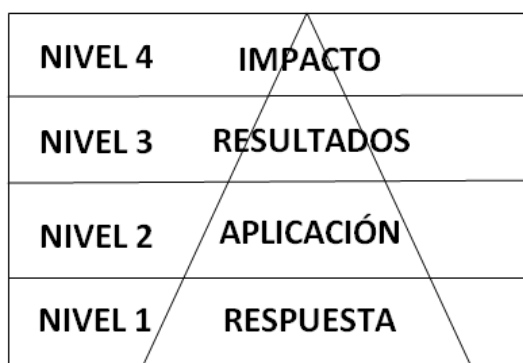 NIVEL 4 IMPACTO
NIVEL 3 RESULTADOS
NIVEL 2 APLICACIÓN
NIVEL 1 RESPUESTA